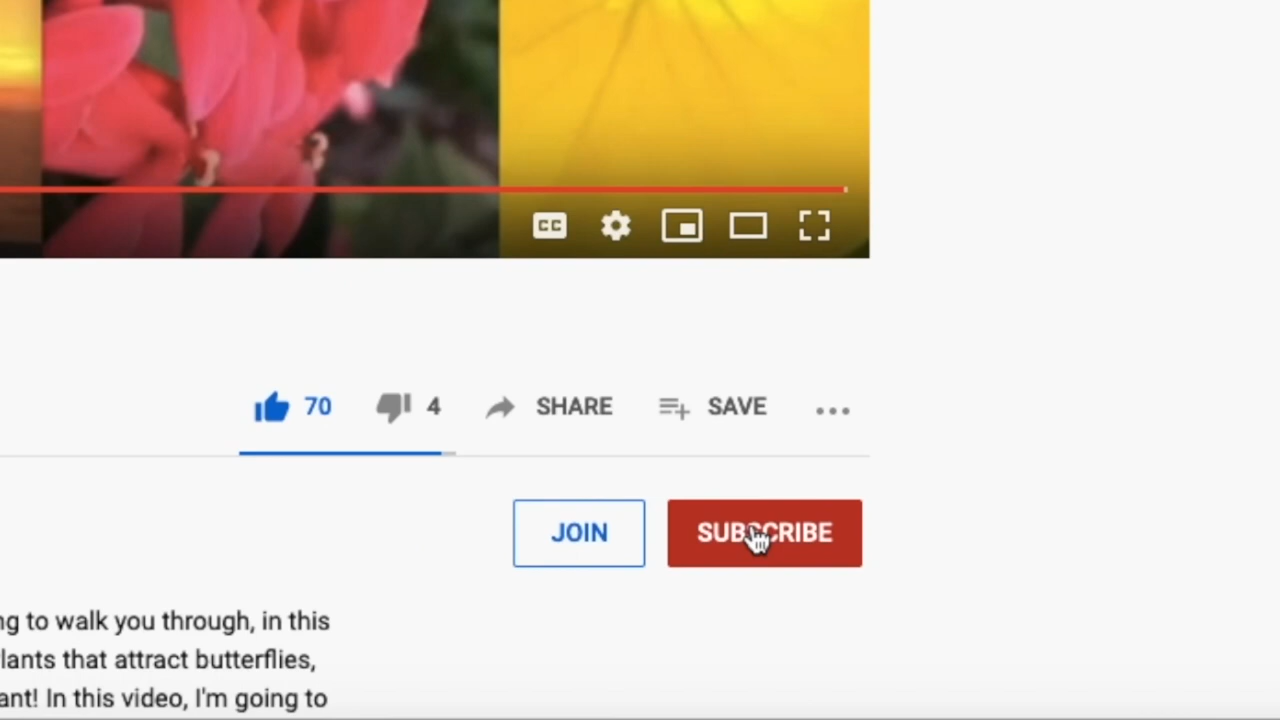 CC
70 4 SHARE SAVE
JOIN SUBSCRIBE
ng to walk you through, in this
lants that attract butterflies,
ant! In this video, I'm going to